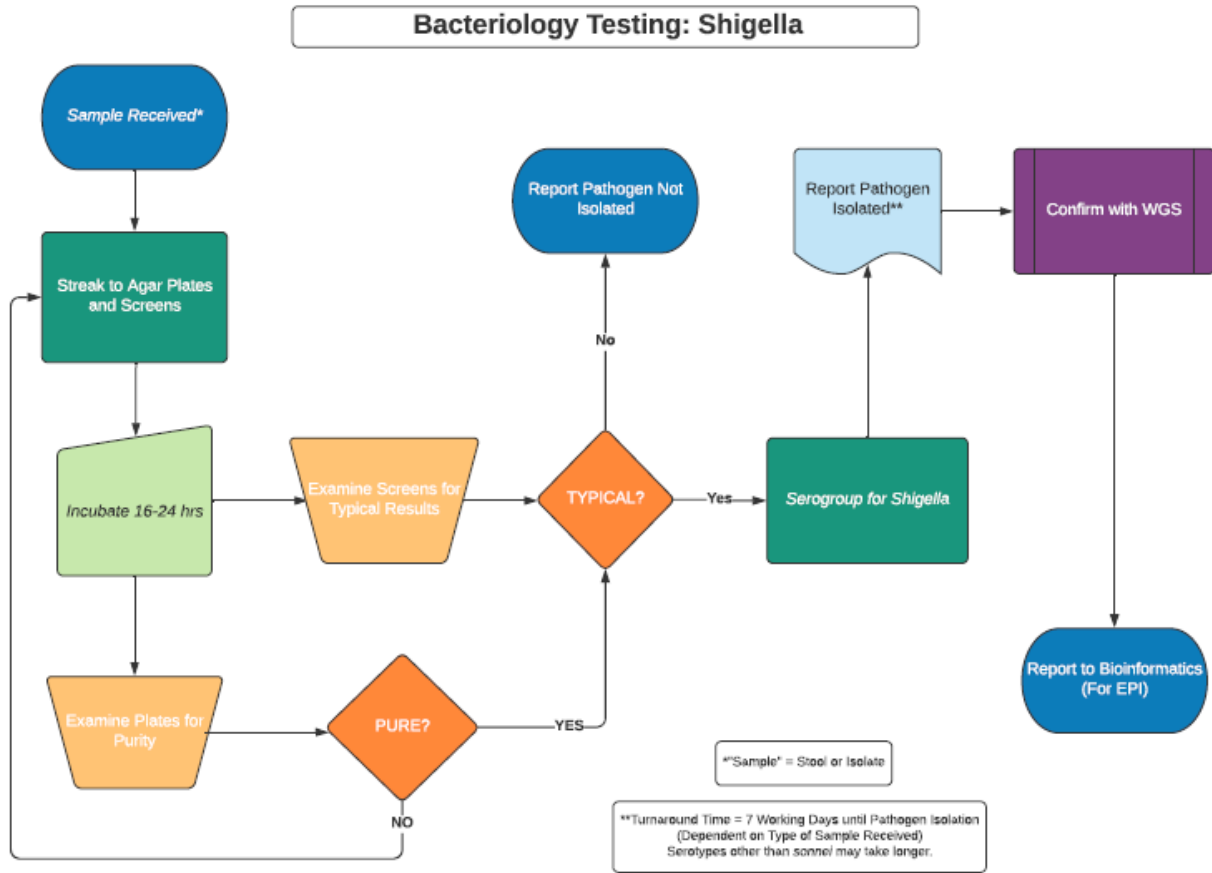 Bacteriology Testing: Shigella
Sample Received*
Streak to Agar Plates
and Screens
Incubate 16-24 hrs
Examine Plates for
Purity
PURE?
NO
YES
Examine Screens for
Typical Results
TYPICAL?
No
Report Pathogen Not
Isolated
Yes
Serogroup for Shigella
Report Pathogen
Isolated**
Confirm with WGS
Report to Bioinformatics
(For EPI)
*"Sample" = Stool or Isolate
**Turnaround Time = 7 Working Days until Pathogen Isolation
(Dependent on Type of Sample Received)
Serotypes other than sonnei may take longer.